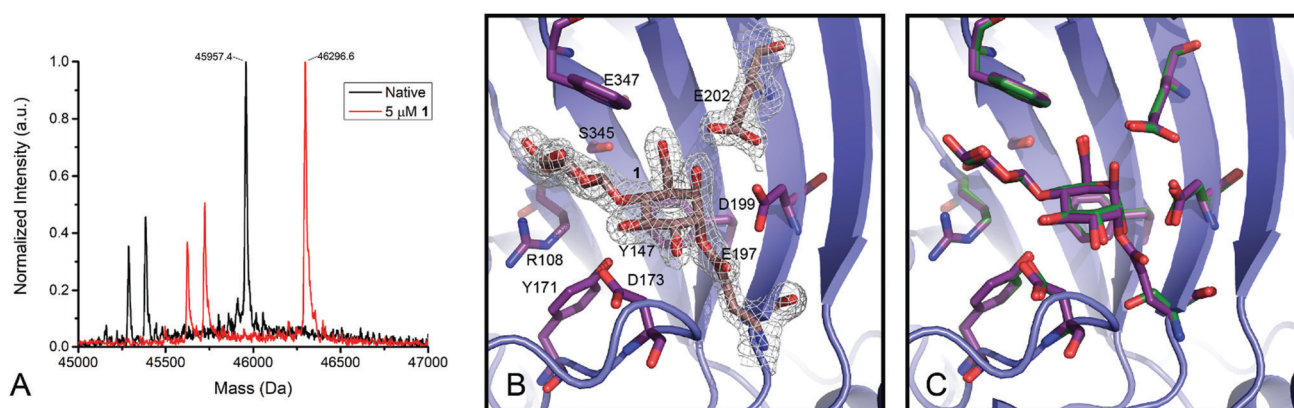 45957.4
46296.6
Native
5 μM 1
Normalized Intensity (a.u.)
1.0
0.8
0.6
0.4
0.2
0.0
45000 45500 46000 46500 47000
Mass (Da)
A
E347
E202
S345
1
D199
R108
Y147
E197
Y171
D173
B
C